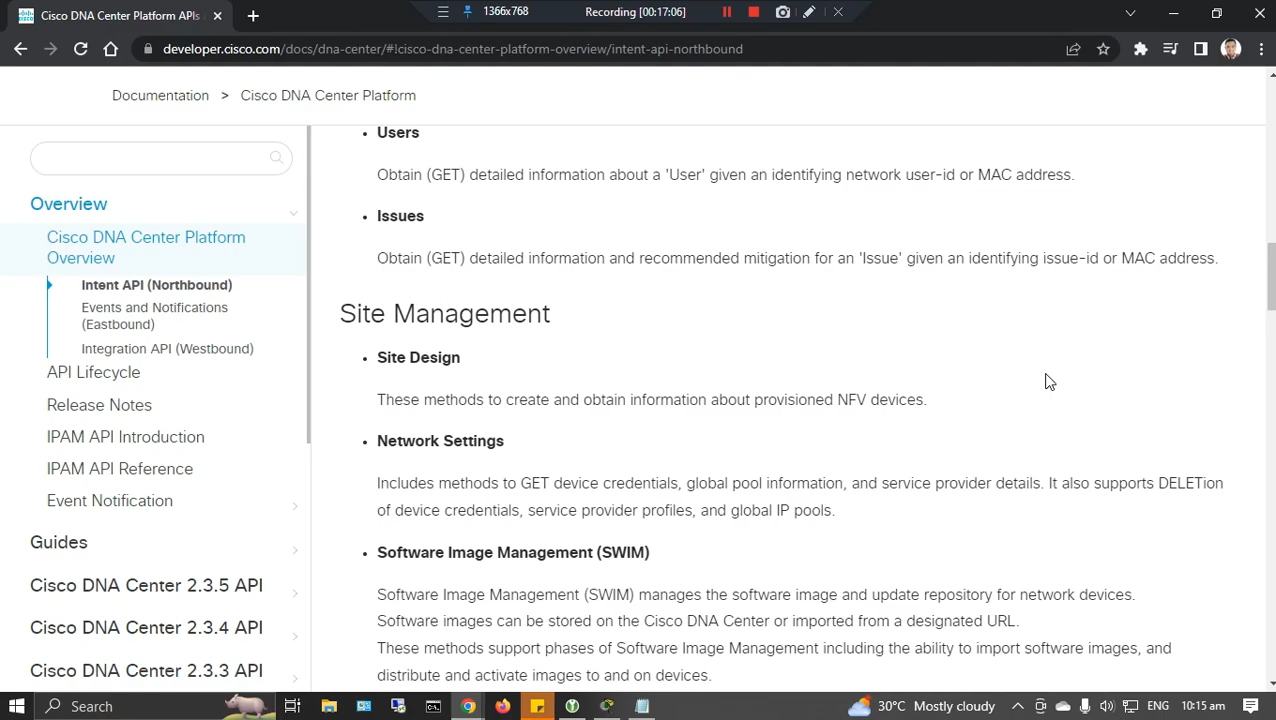 Cisco DNA Center Platform APIs
1366x768
Recording [00:17:06]
developer.cisco.com/docs/dna-center/#!cisco-dna-center-platform-overview/intent-api-northbound
Documentation > Cisco DNA Center Platform
Overview
Cisco DNA Center Platform
Overview
Intent API (Northbound)
Events and Notifications
(Eastbound)
Integration API (Westbound)
API Lifecycle
Release Notes
IPAM API Introduction
IPAM API Reference
Event Notification
Guides
Cisco DNA Center 2.3.5 API
Cisco DNA Center 2.3.4 API
Cisco DNA Center 2.3.3 API
• Users
Obtain (GET) detailed information about a 'User' given an identifying network user-id or MAC address.
• Issues
Obtain (GET) detailed information and recommended mitigation for an 'Issue' given an identifying issue-id or MAC address.
Site Management
• Site Design
These methods to create and obtain information about provisioned NFV devices.
• Network Settings
Includes methods to GET device credentials, global pool information, and service provider details. It also supports DELETion
of device credentials, service provider profiles, and global IP pools.
• Software Image Management (SWIM)
Software Image Management (SWIM) manages the software image and update repository for network devices.
Software images can be stored on the Cisco DNA Center or imported from a designated URL.
These methods support phases of Software Image Management including the ability to import software images, and
distribute and activate images to and on devices.
Search
30°C Mostly cloudy
ENG
10:15 am